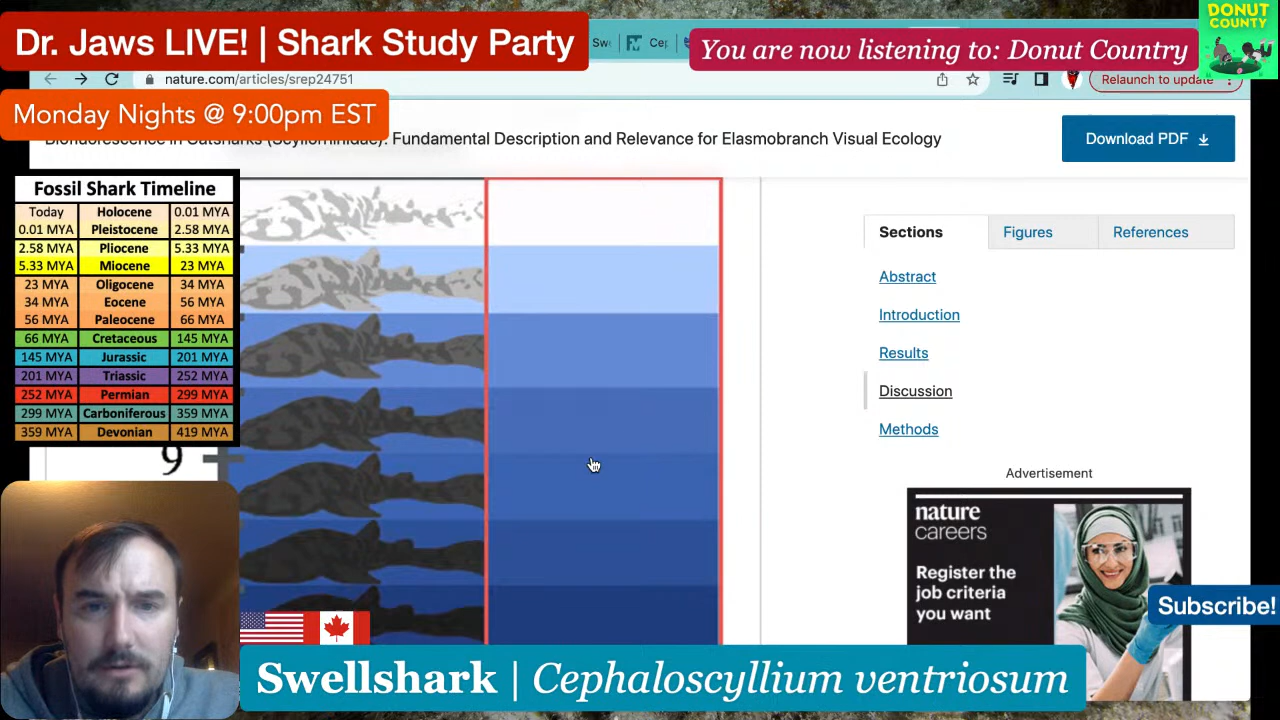 Dr. Jaws LIVE! | Shark Study Party
You are now listening to: Donut Country
DONUT
COUNTY
nature.com/articles/srep24751
Relaunch to update
Monday Nights @ 9:00pm EST
Fundamental Description and Relevance for Elasmobranch Visual Ecology
Download PDF
Fossil Shark Timeline
Today Holocene 0.01 MYA
0.01 MYA Pleistocene 2.58 MYA
2.58 MYA Pliocene 5.33 MYA
5.33 MYA Miocene 23 MYA
23 MYA Oligocene 34 MYA
34 MYA Eocene 56 MYA
56 MYA Paleocene 66 MYA
66 MYA Cretaceous 145 MYA
145 MYA Jurassic 201 MYA
201 MYA Triassic 252 MYA
252 MYA Permian 299 MYA
299 MYA Carboniferous 359 MYA
359 MYA Devonian 419 MYA
9
Sections Figures References
Abstract
Introduction
Results
Discussion
Methods
Advertisement
nature
careers
Register the
job criteria
you want
Subscribe!
Swellshark | Cephaloscyllium ventriosum